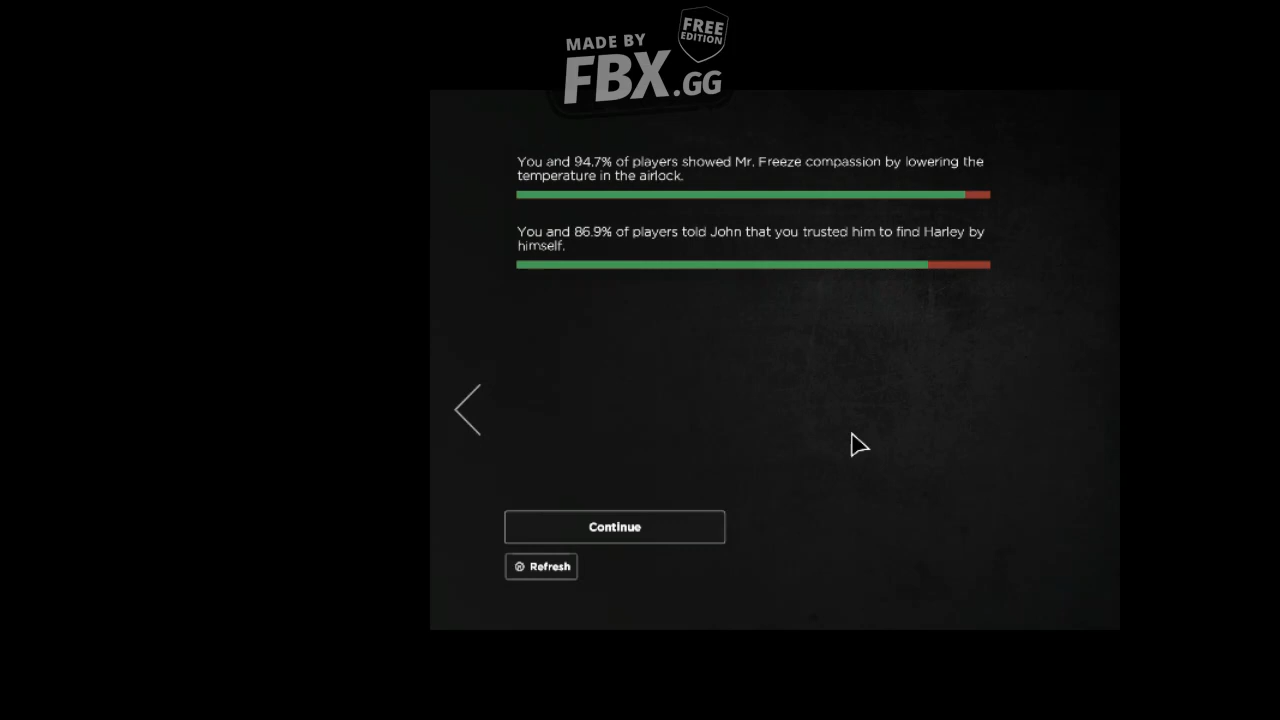 FREE
EDITION
MADE BY
FBX.GG
You and 94.7% of players showed Mr. Freeze compassion by lowering the
temperature in the airlock.
You and 86.9% of players told John that you trusted him to find Harley by
himself.
Continue
Refresh